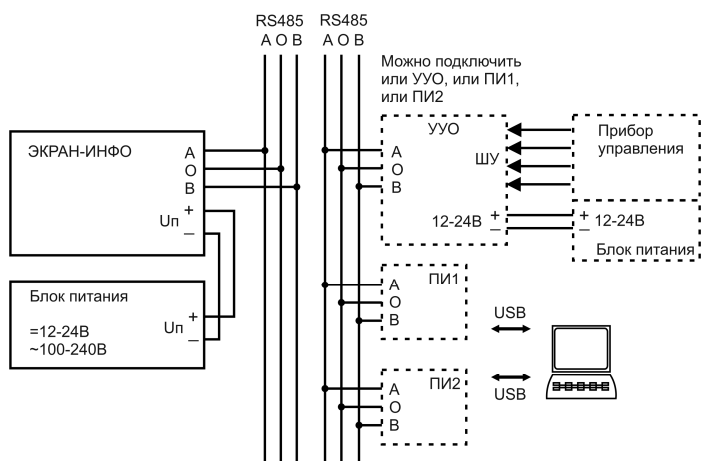 RS485 RS485
А О В А О В
Можно подключить
или УУО, или ПИ1,
или ПИ2
ЭКРАН-ИНФО
А
О
В
+
Uп
–
Блок питания
=12-24В
~100-240В
Uп
+
–
УУО
А
О
В
ШУ
12-24В
+
–
Прибор
управления
+
–
12-24В
Блок питания
ПИ1
А
О
В
USB
ПИ2
А
О
В
USB